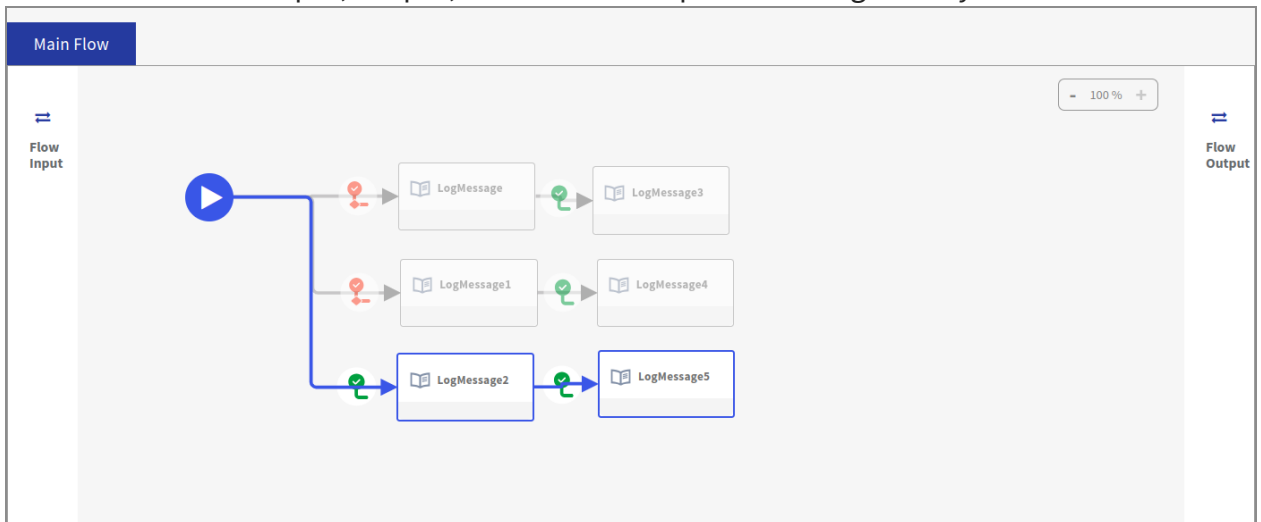 Main Flow
- 100 % +
Flow
Input
Flow
Output
LogMessage
LogMessage3
LogMessage1
LogMessage4
LogMessage2
LogMessage5